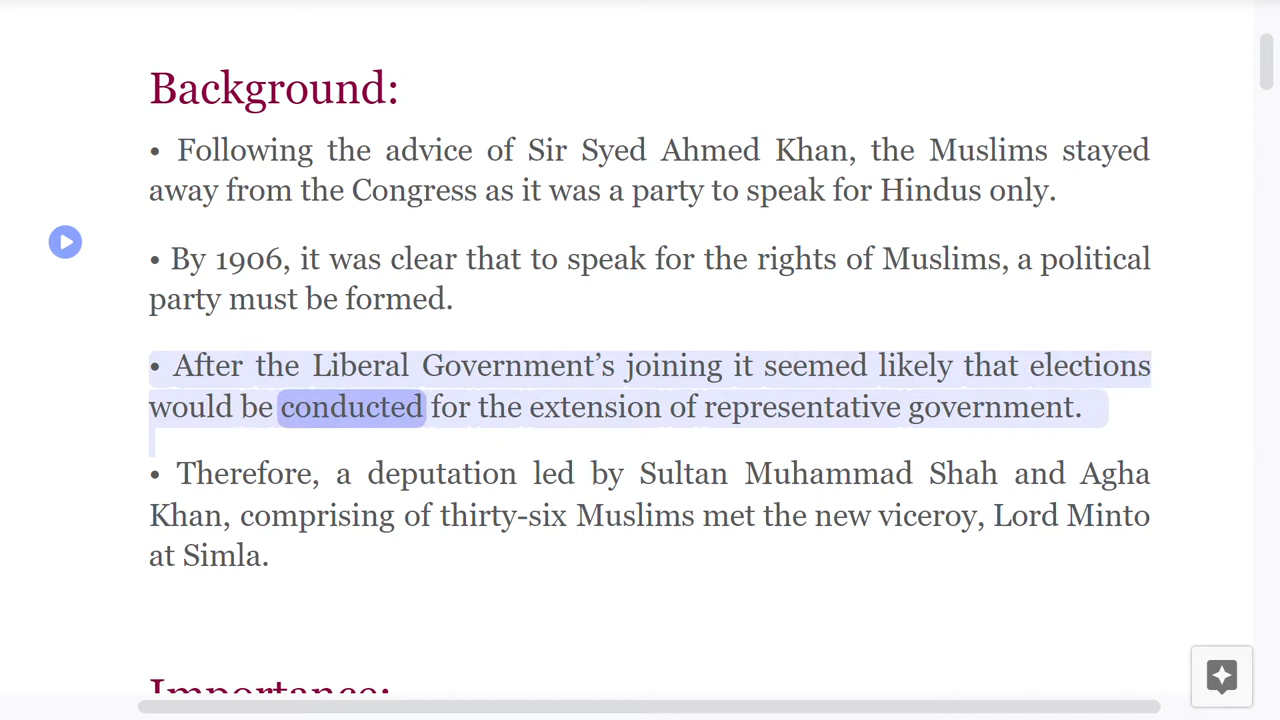 Background:
• Following the advice of Sir Syed Ahmed Khan, the Muslims stayed
away from the Congress as it was a party to speak for Hindus only.
• By 1906, it was clear that to speak for the rights of Muslims, a political
party must be formed.
• After the Liberal Government’s joining it seemed likely that elections
would be conducted for the extension of representative government.
• Therefore, a deputation led by Sultan Muhammad Shah and Agha
Khan, comprising of thirty-six Muslims met the new viceroy, Lord Minto
at Simla.
Importance: